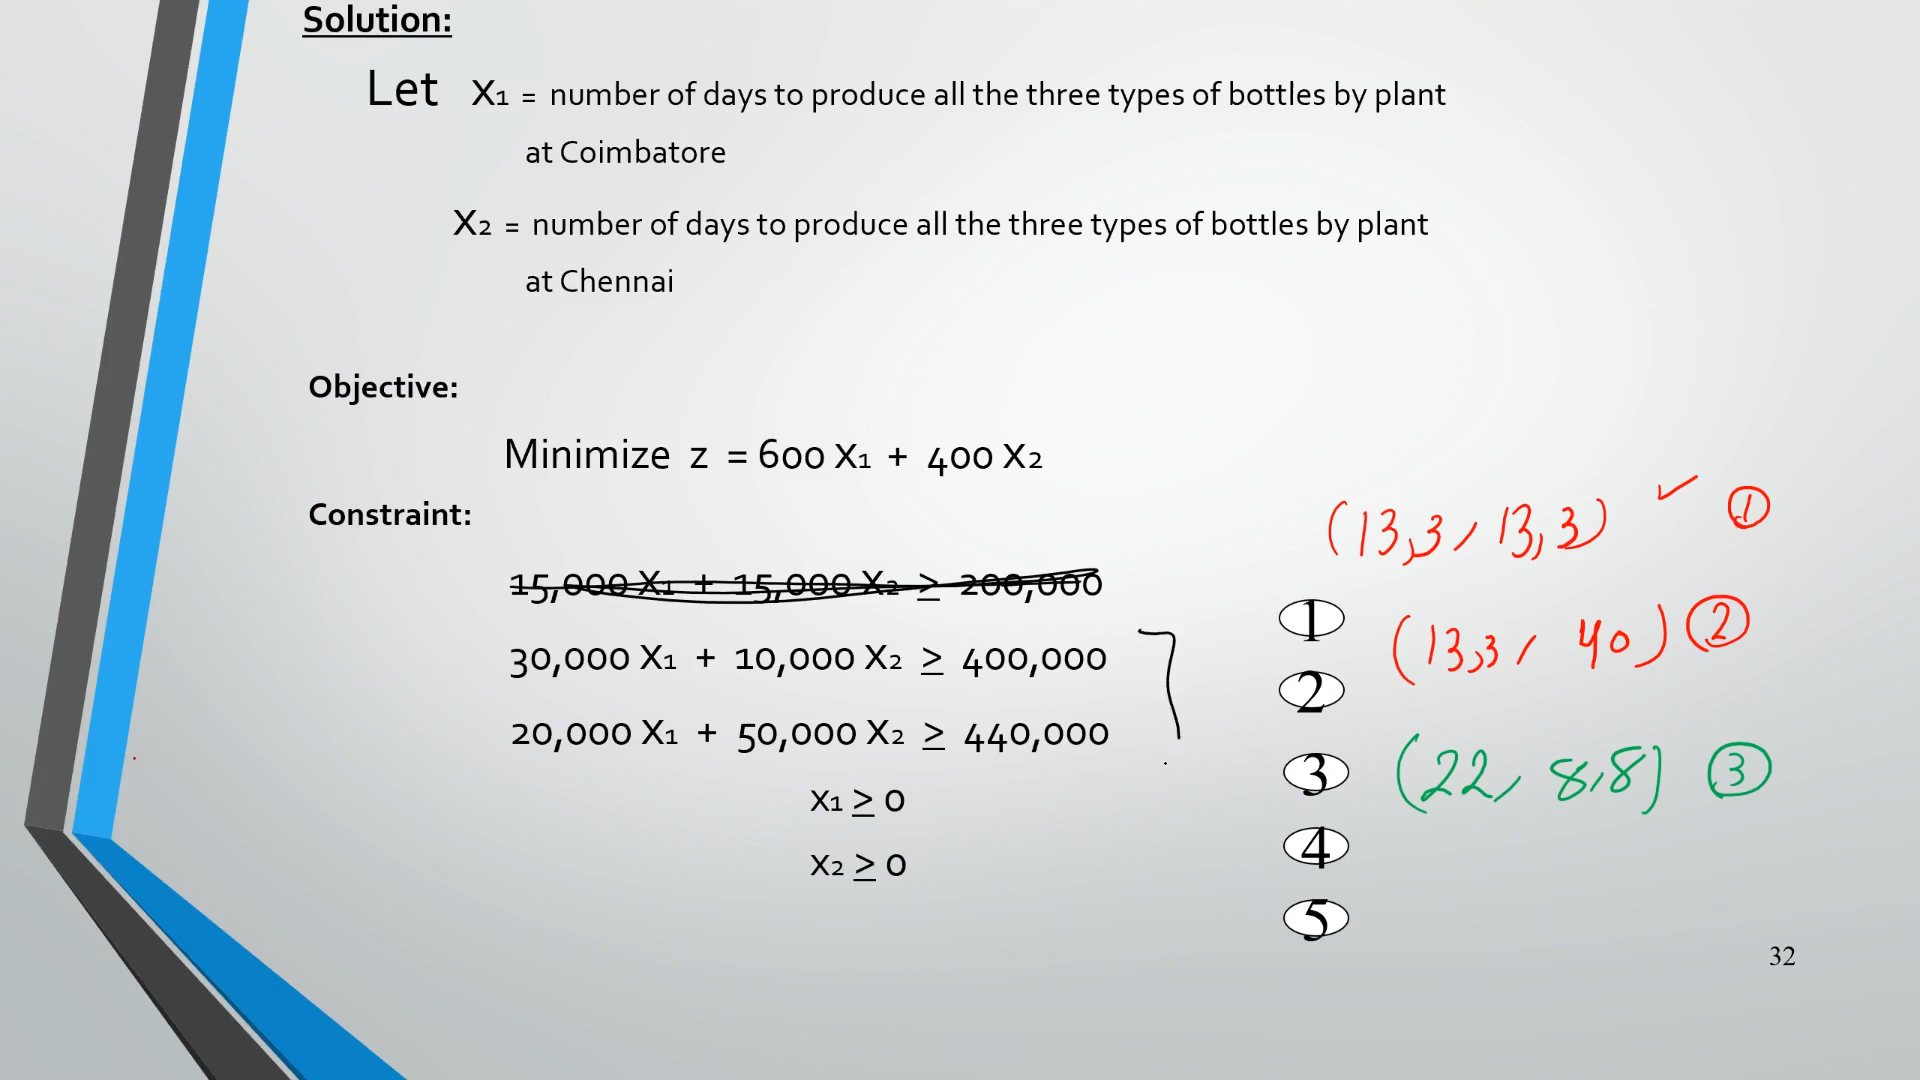 Solution:
Let X1 = number of days to produce all the three types of bottles by plant
at Coimbatore
X2 = number of days to produce all the three types of bottles by plant
at Chennai
Objective:
Minimize z = 600 X1 + 400 X2
Constraint:
15,000 X1 + 15,000 X2 ≥ 200,000
30,000 X1 + 10,000 X2 ≥ 400,000
20,000 X1 + 50,000 X2 ≥ 440,000
X1 ≥ 0
X2 ≥ 0
(13,3 / 13,3) ✓ ①
1
(13,3 / 40) ②
2
3
(22, 8,8) ③
4
5
32